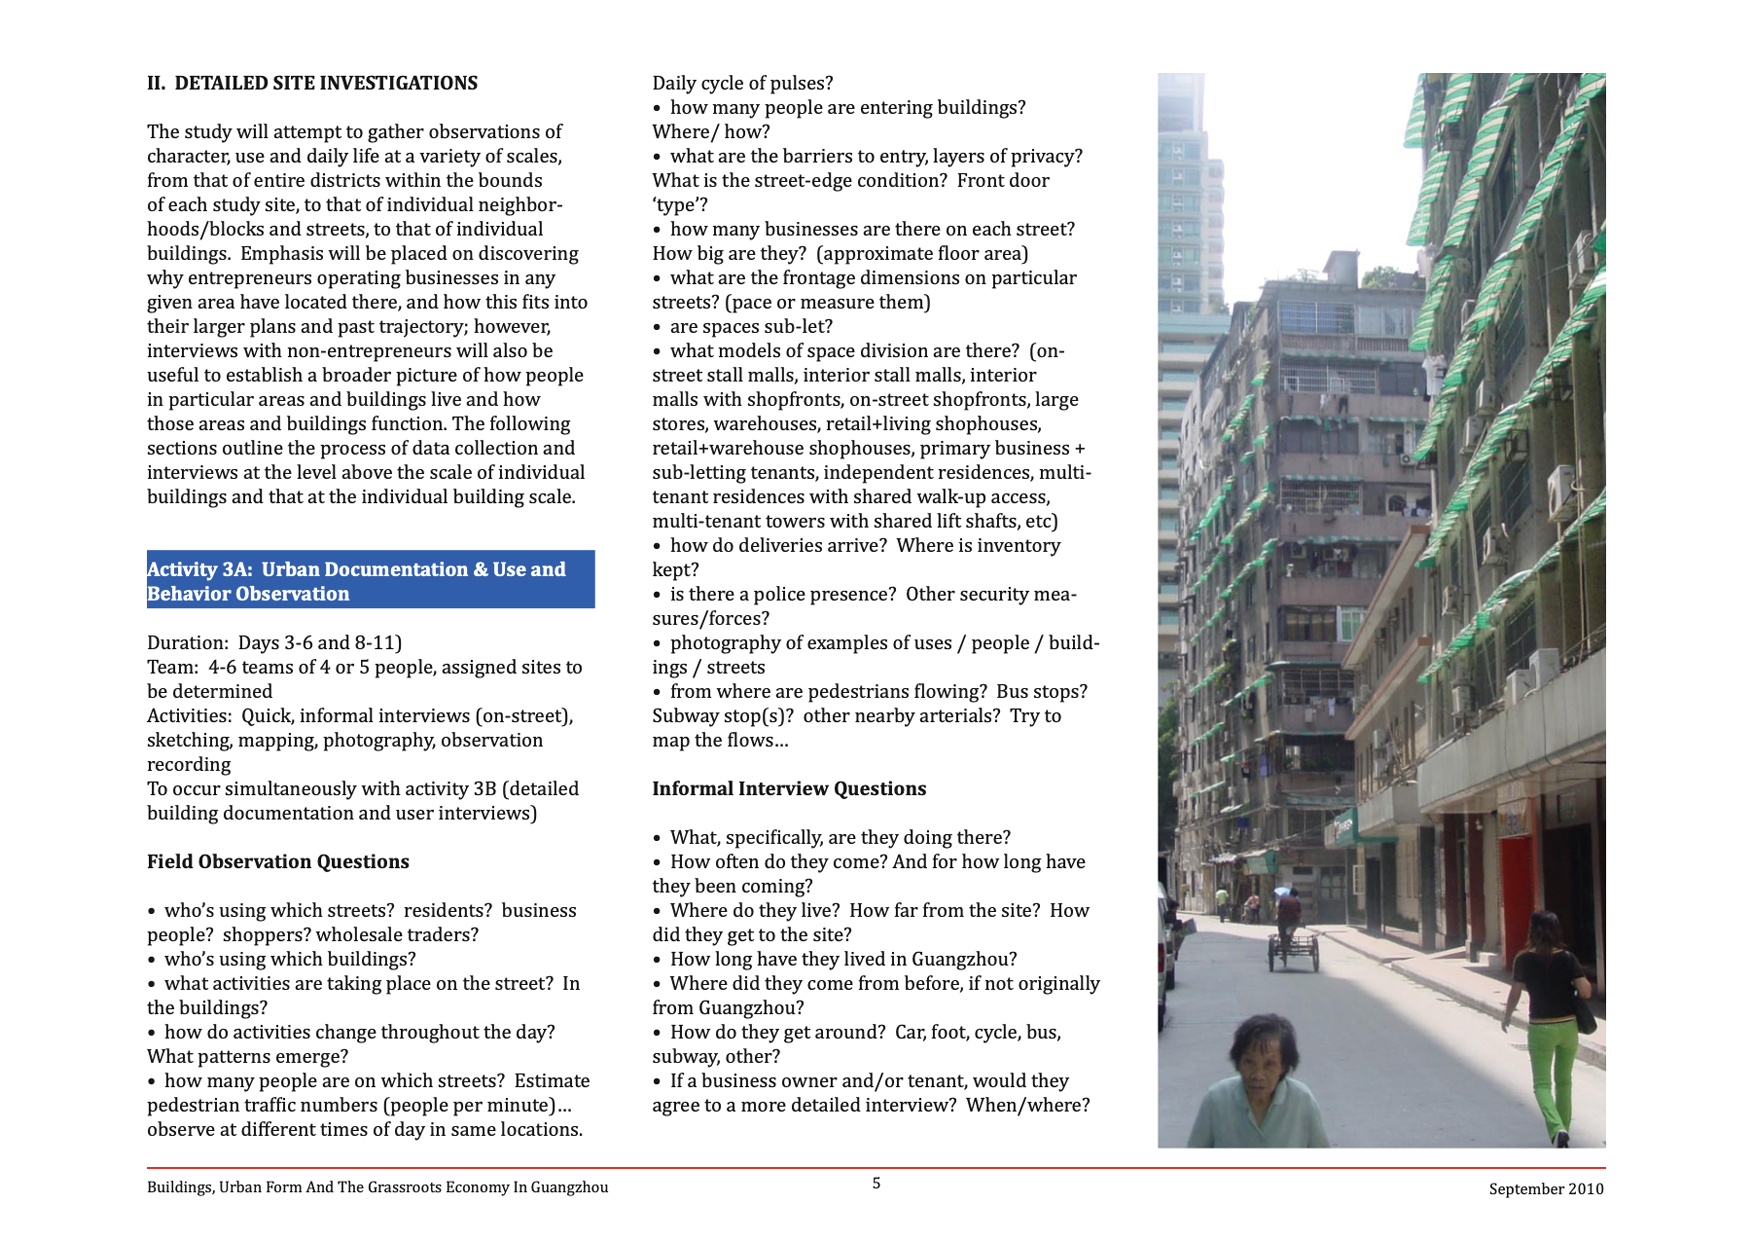 II.  DETAILED SITE INVESTIGATIONS
The study will attempt to gather observations of
character, use and daily life at a variety of scales,
from that of entire districts within the bounds
of each study site, to that of individual neighbor-
hoods/blocks and streets, to that of individual
buildings.  Emphasis will be placed on discovering
why entrepreneurs operating businesses in any
given area have located there, and how this fits into
their larger plans and past trajectory; however,
interviews with non-entrepreneurs will also be
useful to establish a broader picture of how people
in particular areas and buildings live and how
those areas and buildings function. The following
sections outline the process of data collection and
interviews at the level above the scale of individual
buildings and that at the individual building scale.
Activity 3A:  Urban Documentation & Use and
Behavior Observation
Duration:  Days 3-6 and 8-11)
Team:  4-6 teams of 4 or 5 people, assigned sites to
be determined
Activities:  Quick, informal interviews (on-street),
sketching, mapping, photography, observation
recording
To occur simultaneously with activity 3B (detailed
building documentation and user interviews)
Field Observation Questions
•  who’s using which streets?  residents?  business
people?  shoppers? wholesale traders?
•  who’s using which buildings?
•  what activities are taking place on the street?  In
the buildings?
•  how do activities change throughout the day?
What patterns emerge?
•  how many people are on which streets?  Estimate
pedestrian traffic numbers (people per minute)…
observe at different times of day in same locations.
Daily cycle of pulses?
•  how many people are entering buildings?
Where/ how?
•  what are the barriers to entry, layers of privacy?
What is the street-edge condition?  Front door
‘type’?
•  how many businesses are there on each street?
How big are they?  (approximate floor area)
•  what are the frontage dimensions on particular
streets? (pace or measure them)
•  are spaces sub-let?
•  what models of space division are there?  (on-
street stall malls, interior stall malls, interior
malls with shopfronts, on-street shopfronts, large
stores, warehouses, retail+living shophouses,
retail+warehouse shophouses, primary business +
sub-letting tenants, independent residences, multi-
tenant residences with shared walk-up access,
multi-tenant towers with shared lift shafts, etc)
•  how do deliveries arrive?  Where is inventory
kept?
•  is there a police presence?  Other security mea-
sures/forces?
•  photography of examples of uses / people / build-
ings / streets
•  from where are pedestrians flowing?  Bus stops?
Subway stop(s)?  other nearby arterials?  Try to
map the flows…
Informal Interview Questions
•  What, specifically, are they doing there?
•  How often do they come? And for how long have
they been coming?
•  Where do they live?  How far from the site?  How
did they get to the site?
•  How long have they lived in Guangzhou?
•  Where did they come from before, if not originally
from Guangzhou?
•  How do they get around?  Car, foot, cycle, bus,
subway, other?
•  If a business owner and/or tenant, would they
agree to a more detailed interview?  When/where?
Buildings, Urban Form And The Grassroots Economy In Guangzhou
5
September 2010